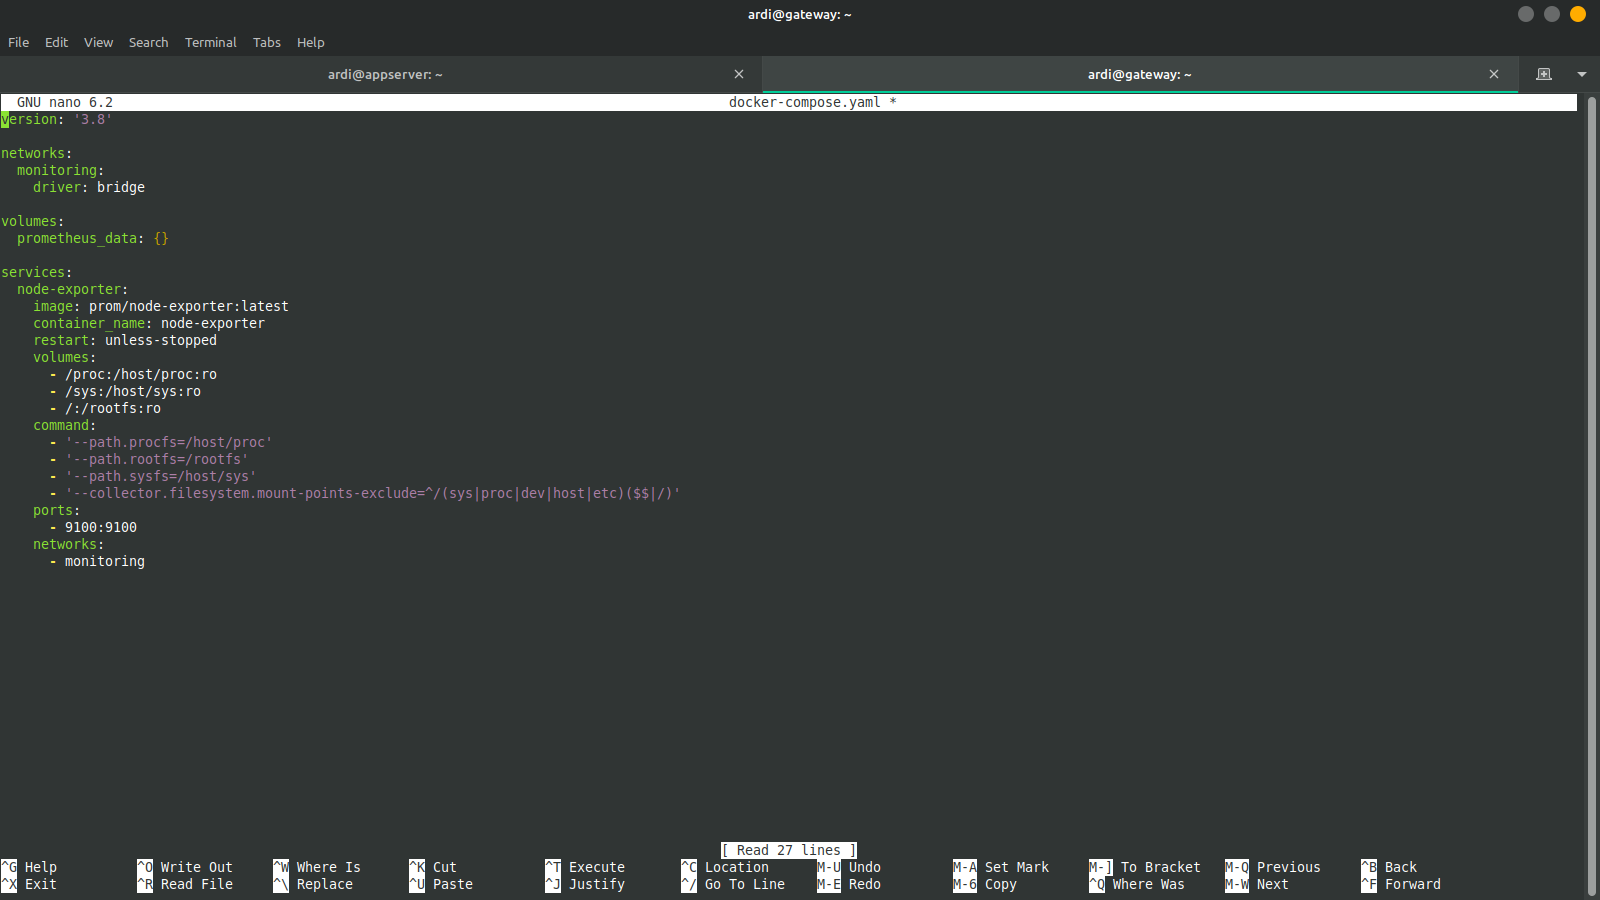 ardi@gateway: ~
File Edit View Search Terminal Tabs Help
ardi@appserver: ~ × ardi@gateway: ~ ×
GNU nano 6.2 docker-compose.yaml *
version: '3.8'

networks:
  monitoring:
    driver: bridge

volumes:
  prometheus_data: {}

services:
  node-exporter:
    image: prom/node-exporter:latest
    container_name: node-exporter
    restart: unless-stopped
    volumes:
      - /proc:/host/proc:ro
      - /sys:/host/sys:ro
      - /:/rootfs:ro
    command:
      - '--path.procfs=/host/proc'
      - '--path.rootfs=/rootfs'
      - '--path.sysfs=/host/sys'
      - '--collector.filesystem.mount-points-exclude=^/(sys|proc|dev|host|etc)($$|/)'
    ports:
      - 9100:9100
    networks:
      - monitoring
[ Read 27 lines ]
^G Help ^O Write Out ^W Where Is ^K Cut ^T Execute ^C Location M-U Undo M-A Set Mark M-] To Bracket M-Q Previous ^B Back
^X Exit ^R Read File ^\ Replace ^U Paste ^J Justify ^/ Go To Line M-E Redo M-6 Copy ^Q Where Was M-W Next ^F Forward